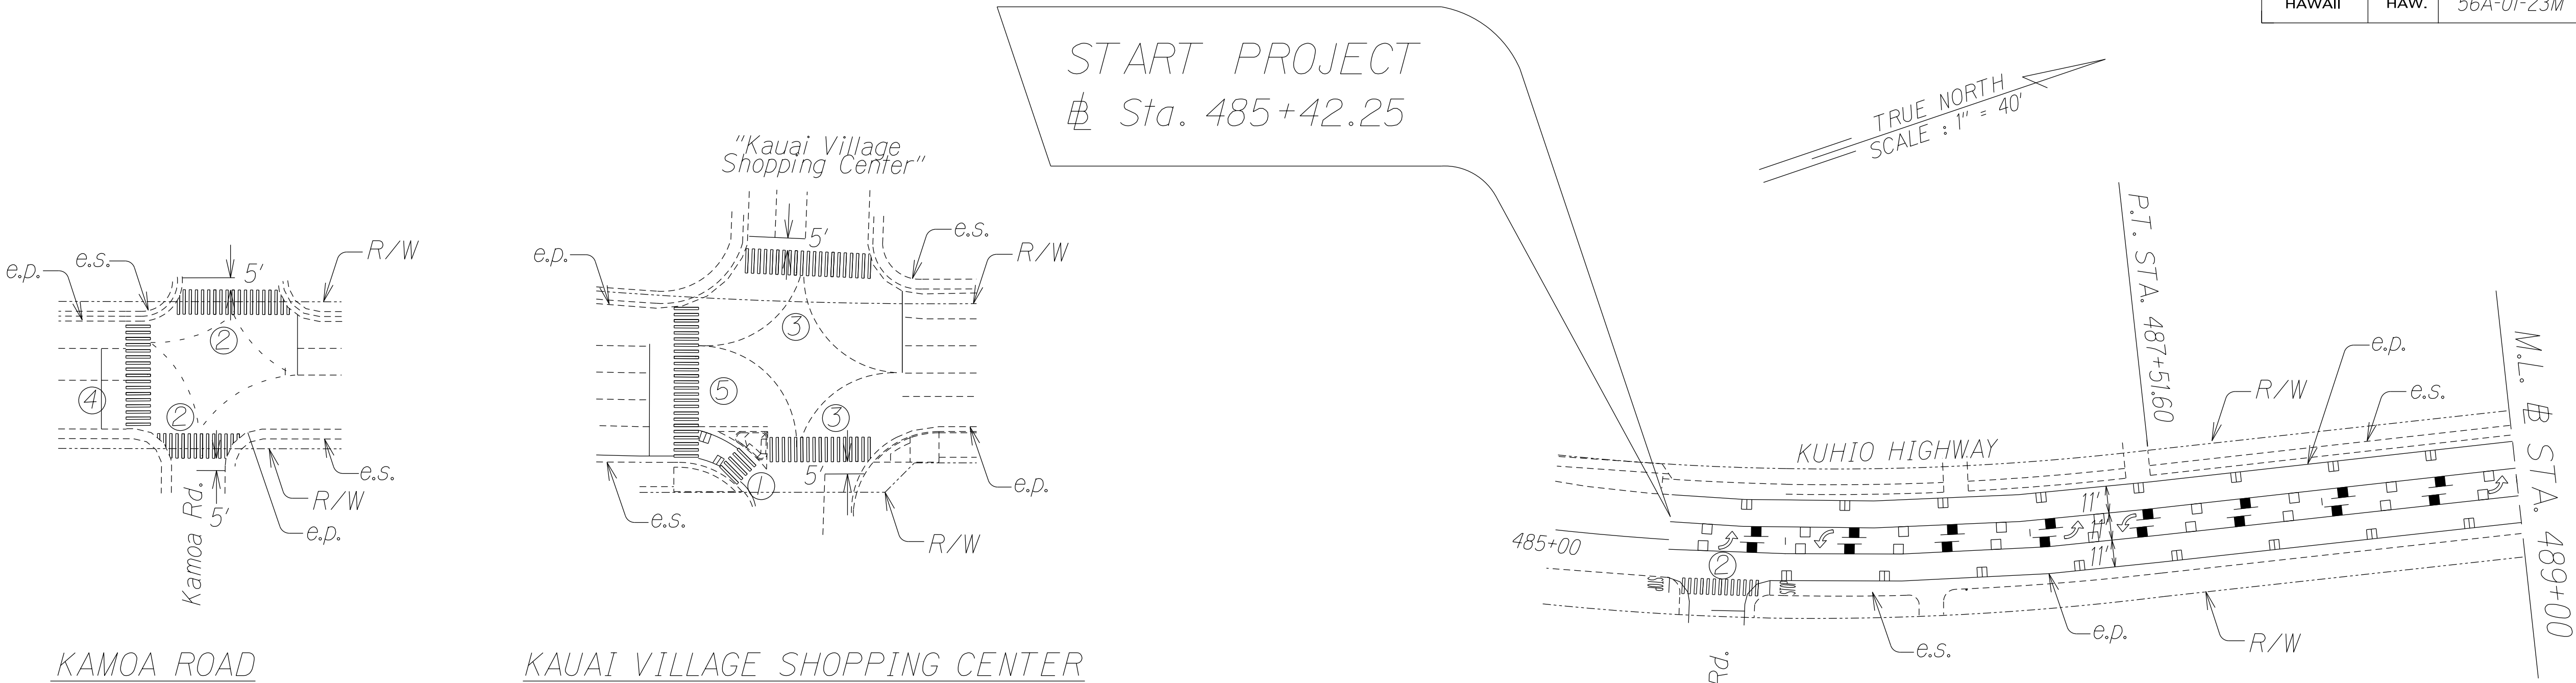 HAWAII HAW. 56A-01-23M
START PROJECT
℄ Sta. 485+42.25
TRUE NORTH
SCALE : 1" = 40'
"Kauai Village
Shopping Center"
e.p.
e.s.
5'
R/W
2
4
2
5'
Kamoa Rd.
e.s.
R/W
e.p.
KAMOA ROAD
e.p.
5'
e.s.
R/W
3
5
3
1
5'
e.s.
e.p.
R/W
KAUAI VILLAGE SHOPPING CENTER
P.T. STA. 487+51.60
M.L. ℄ STA. 489+00
KUHIO HIGHWAY
R/W
e.p.
e.s.
485+00
11'
11'
11'
2
e.s.
e.p.
R/W
Rd.